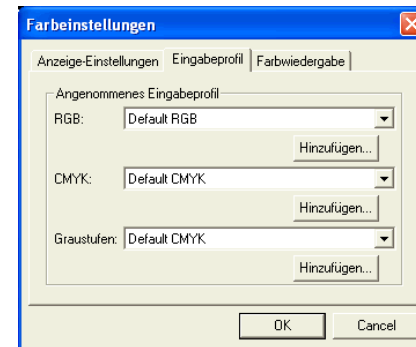 Farbeinstellungen
Anzeige-Einstellungen Eingabeprofil Farbwiedergabe
Angenommenes Eingabeprofil
RGB: Default RGB
Hinzufügen...
CMYK: Default CMYK
Hinzufügen...
Graustufen: Default CMYK
Hinzufügen...
OK Cancel